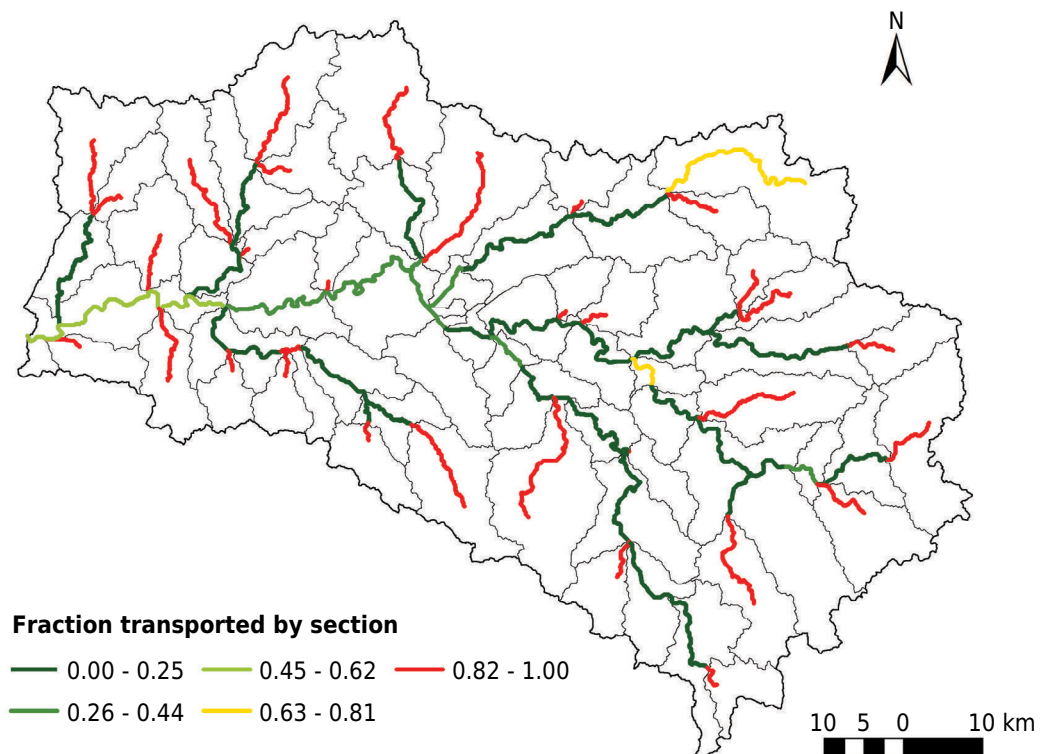 N
Fraction transported by section
0.00 - 0.25 0.45 - 0.62 0.82 - 1.00
0.26 - 0.44 0.63 - 0.81
10 5 0 10 km